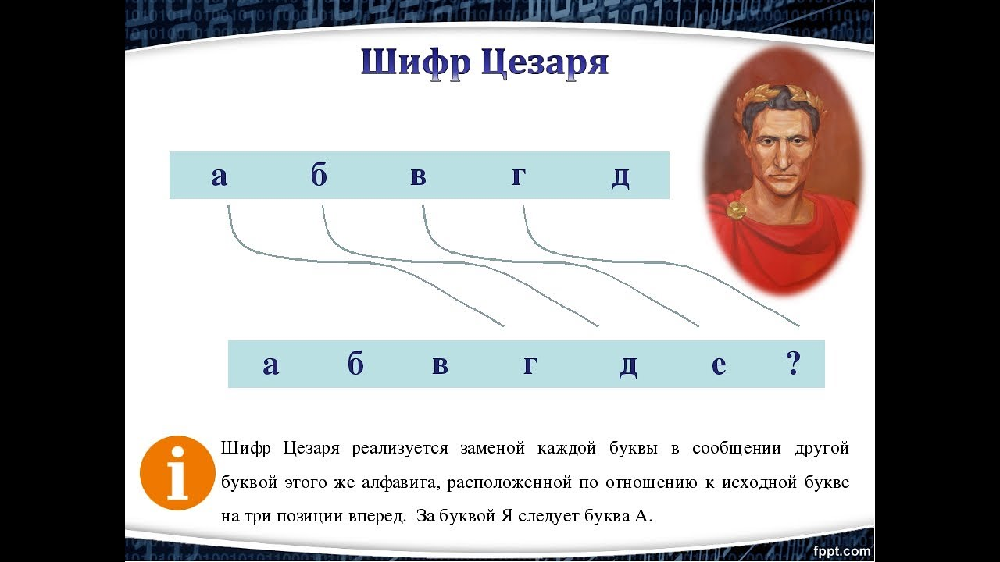 Шифр Цезаря
а б в г д
а б в г д е ?
i
Шифр Цезаря реализуется заменой каждой буквы в сообщении другой
буквой этого же алфавита, расположенной по отношению к исходной букве
на три позиции вперед. За буквой Я следует буква А.
fppt.com